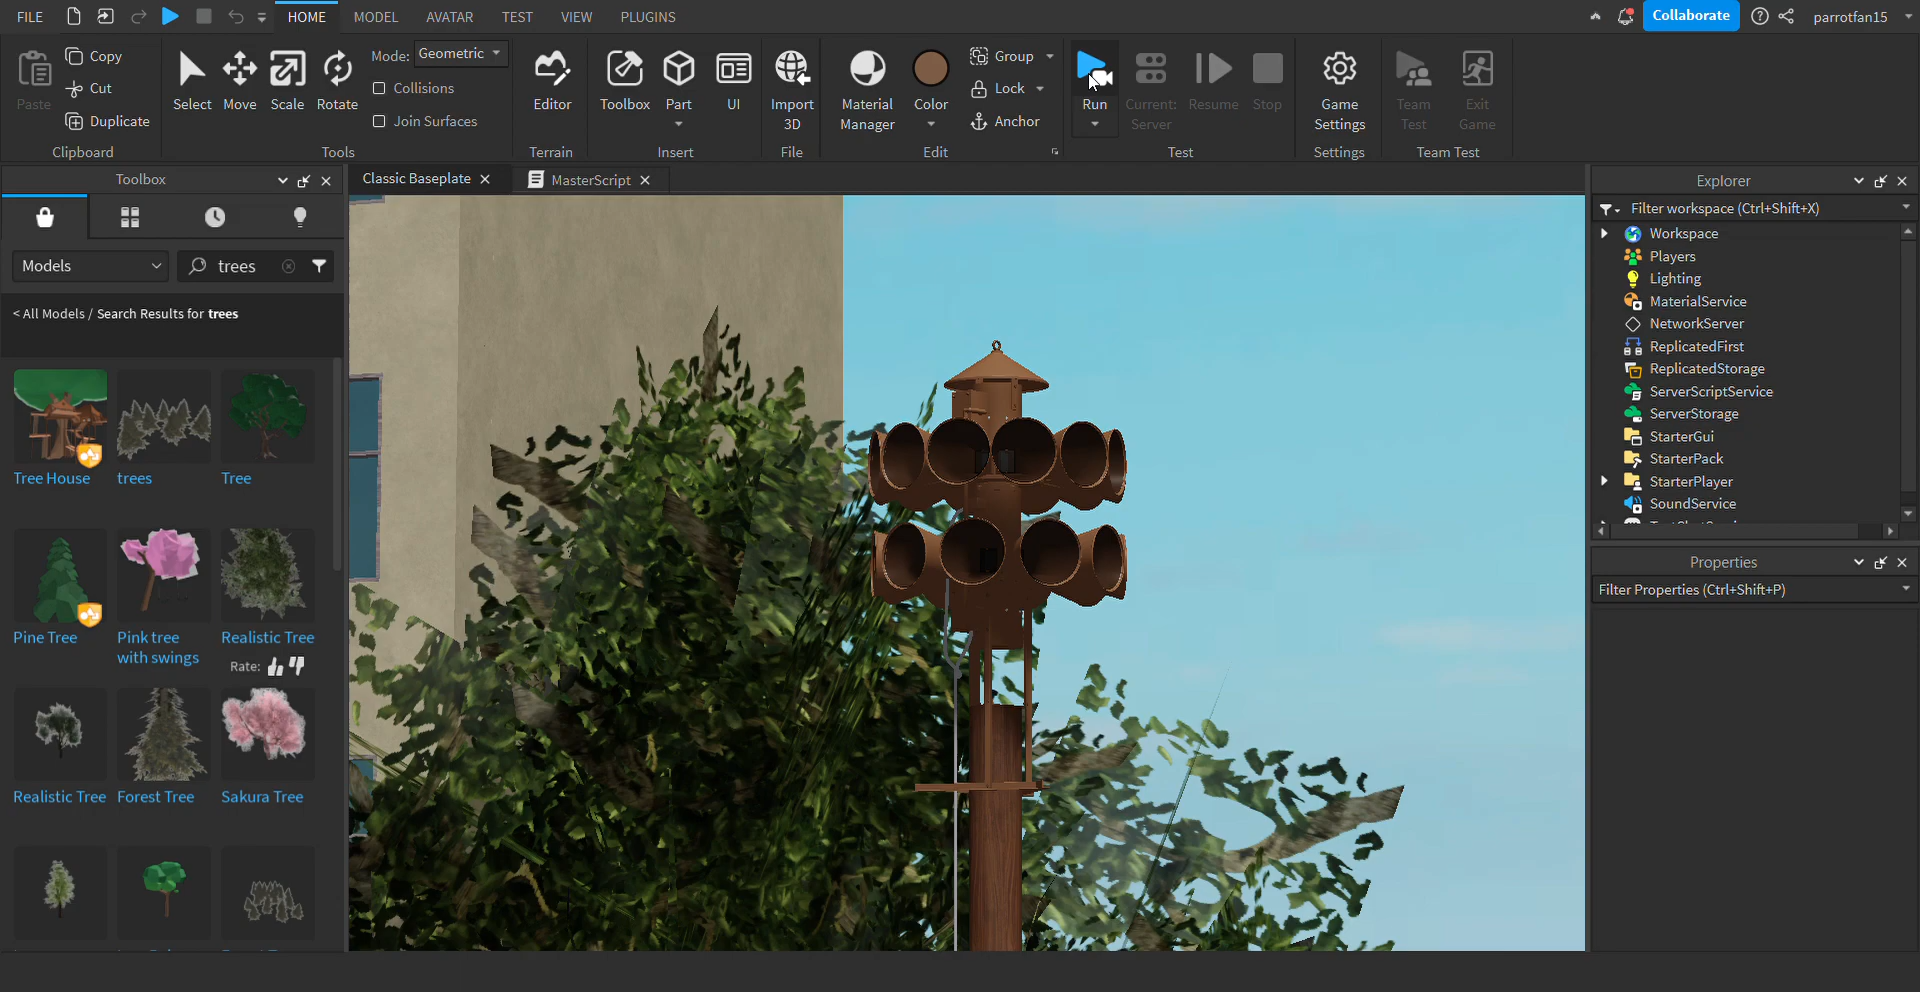 FILE
HOME
MODEL
AVATAR
TEST
VIEW
PLUGINS
Collaborate
parrotfan15
Paste
Copy
Cut
Duplicate
Clipboard
Select
Move
Scale
Rotate
Mode: Geometric
Collisions
Join Surfaces
Tools
Editor
Terrain
Toolbox
Part
UI
Insert
Import
3D
File
Material
Manager
Color
Group
Lock
Anchor
Edit
Run
Current:
Server
Resume
Stop
Test
Game
Settings
Settings
Team
Test
Exit
Game
Team Test
Toolbox
Models
trees
< All Models / Search Results for trees
Tree House
trees
Tree
Pine Tree
Pink tree
with swings
Realistic Tree
Rate:
Realistic Tree
Forest Tree
Sakura Tree
Classic Baseplate
MasterScript
Explorer
Filter workspace (Ctrl+Shift+X)
Workspace
Players
Lighting
MaterialService
NetworkServer
ReplicatedFirst
ReplicatedStorage
ServerScriptService
ServerStorage
StarterGui
StarterPack
StarterPlayer
SoundService
Properties
Filter Properties (Ctrl+Shift+P)